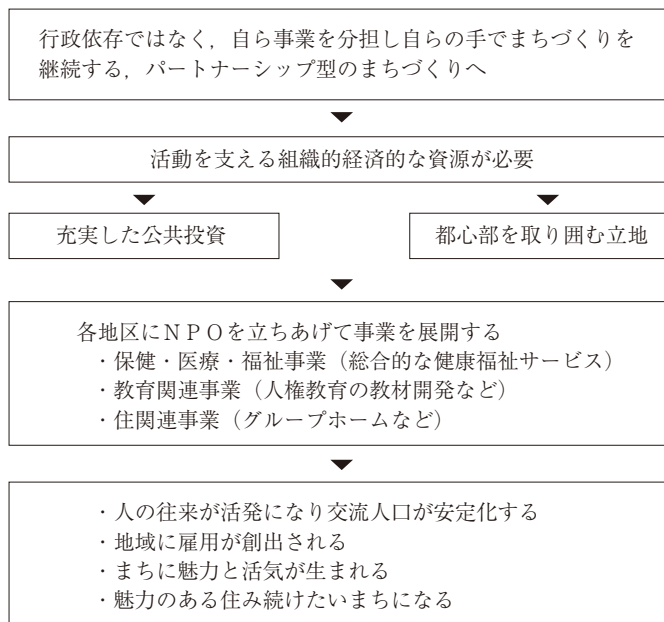 行政依存ではなく，自ら事業を分担し自らの手でまちづくりを
継続する，パートナーシップ型のまちづくりへ
活動を支える組織的経済的な資源が必要
充実した公共投資
都心部を取り囲む立地
各地区にＮＰＯを立ちあげて事業を展開する
・保健・医療・福祉事業（総合的な健康福祉サービス）
・教育関連事業（人権教育の教材開発など）
・住関連事業（グループホームなど）
・人の往来が活発になり交流人口が安定化する
・地域に雇用が創出される
・まちに魅力と活気が生まれる
・魅力のある住み続けたいまちになる